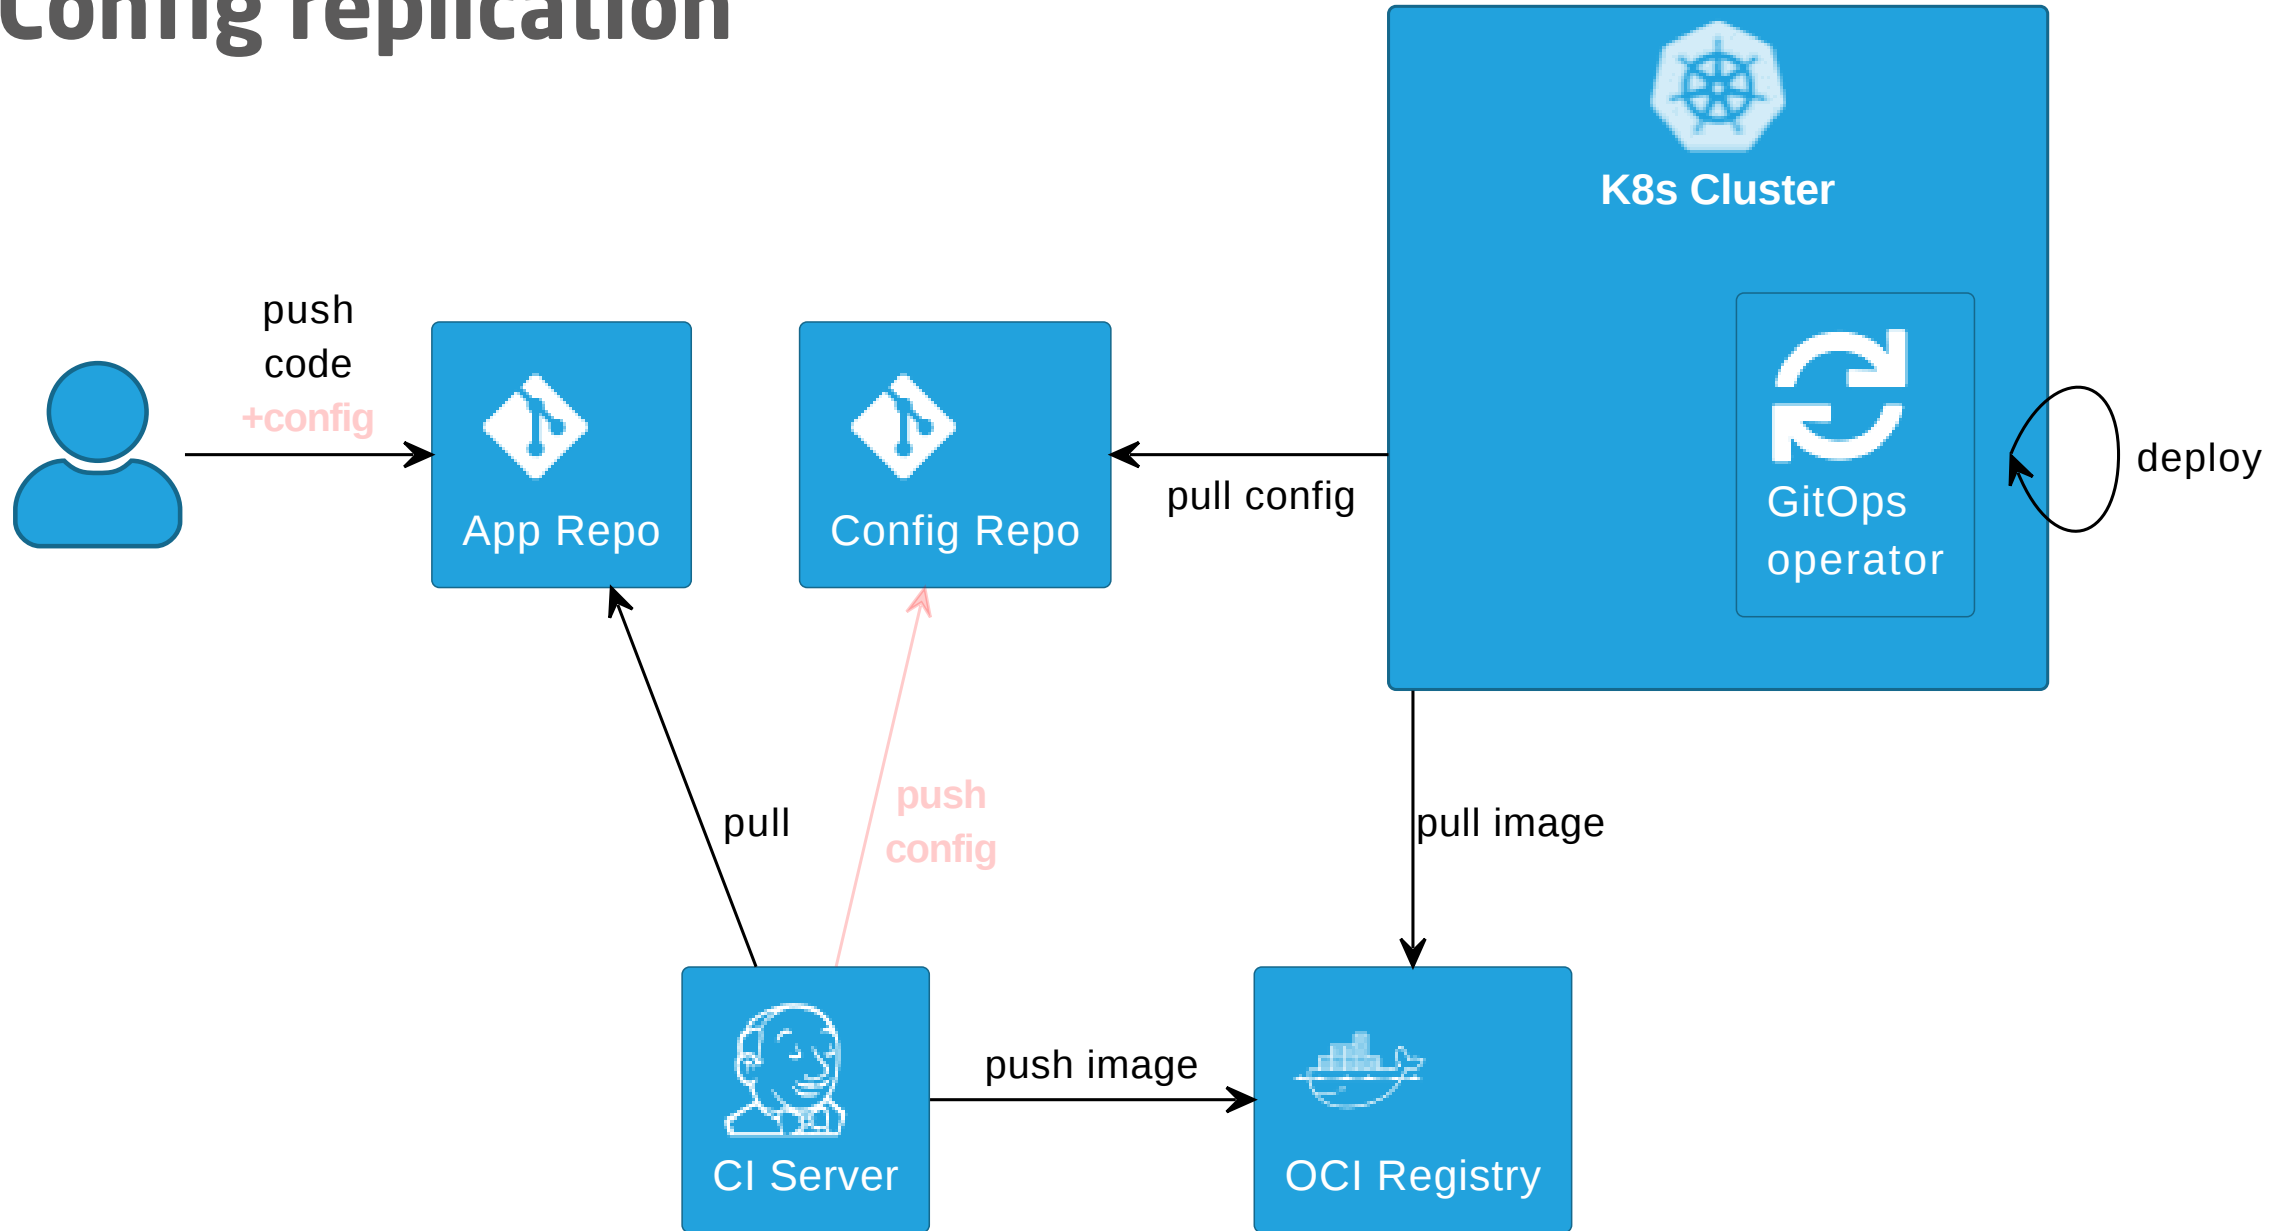 Config replication
K8s Cluster
push
code
+config
App Repo
Config Repo
pull config
GitOps
operator
deploy
pull
push
config
pull image
push image
CI Server
OCI Registry